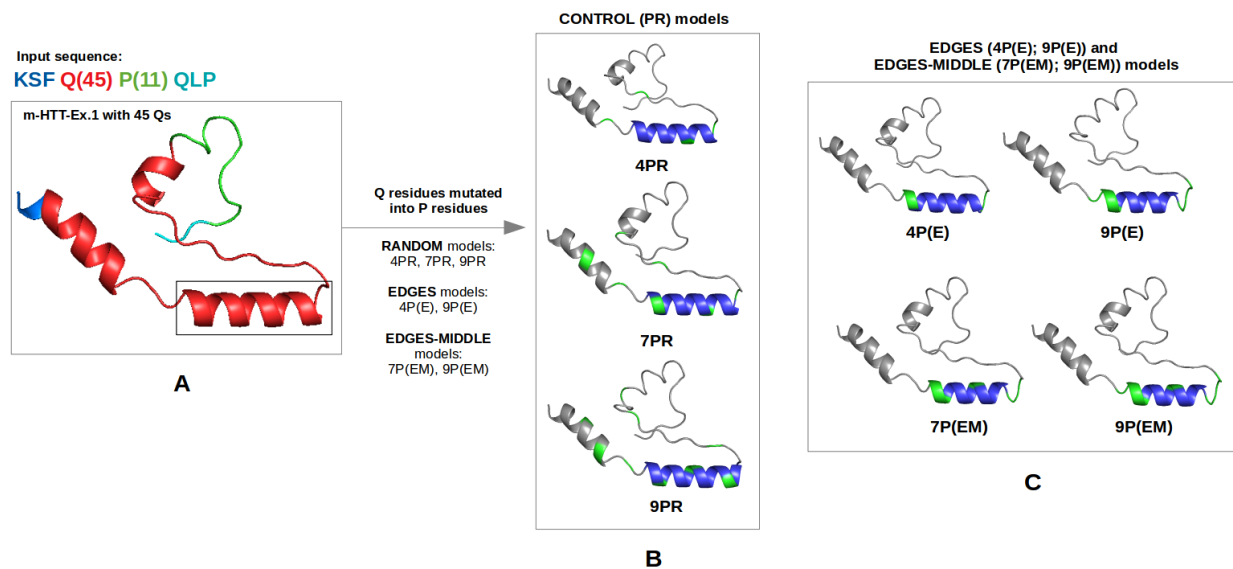 Input sequence:
KSF Q(45) P(11) QLP
m-HTT-Ex.1 with 45 Qs
A
Q residues mutated
into P residues
RANDOM models:
4PR, 7PR, 9PR
EDGES models:
4P(E), 9P(E)
EDGES-MIDDLE
models:
7P(EM), 9P(EM)
CONTROL (PR) models
4PR
7PR
9PR
B
EDGES (4P(E); 9P(E)) and
EDGES-MIDDLE (7P(EM); 9P(EM)) models
4P(E)
9P(E)
7P(EM)
9P(EM)
C